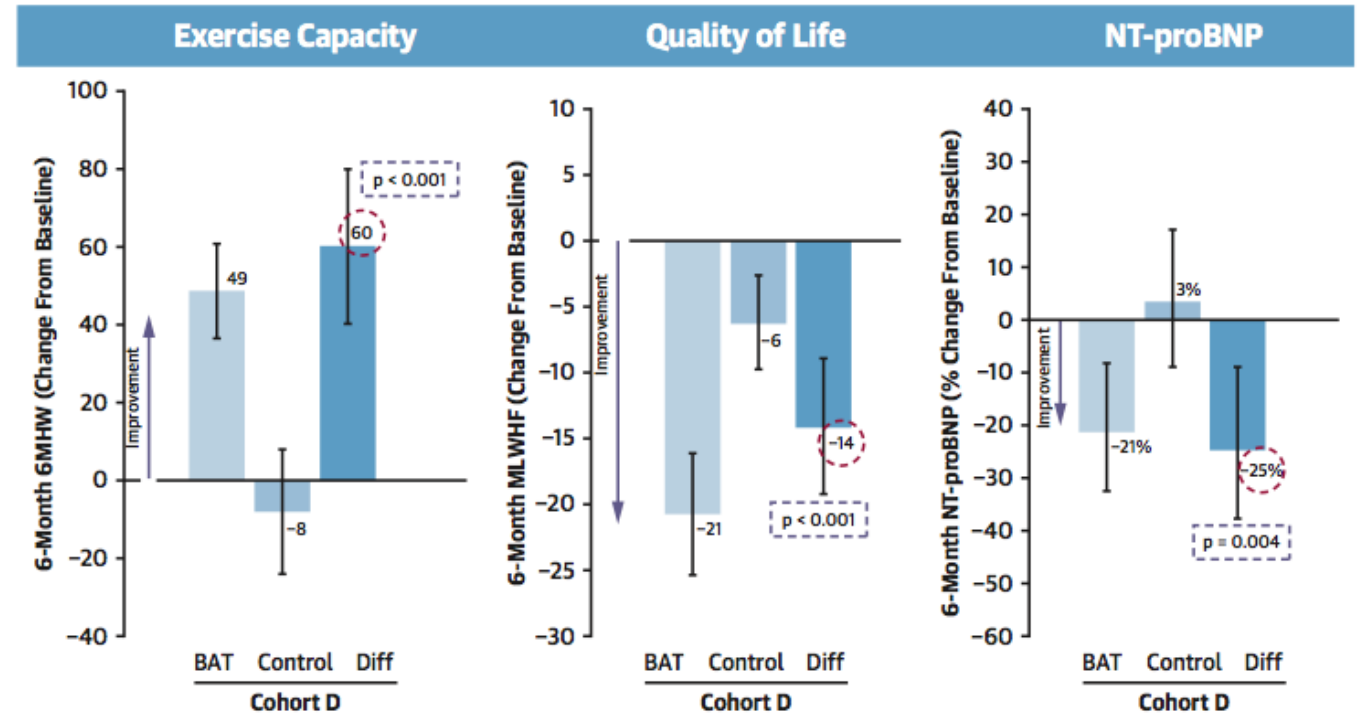 Exercise Capacity
6-Month 6MHW (Change From Baseline)
100
80
60
40
20
0
−20
−40
Improvement
49
−8
60
p < 0.001
BAT Control Diff
Cohort D
Quality of Life
6-Month MLWHF (Change From Baseline)
10
5
0
−5
−10
−15
−20
−25
−30
Improvement
−21
−6
−14
p < 0.001
BAT Control Diff
Cohort D
NT-proBNP
6-Month NT-proBNP (% Change From Baseline)
40
30
20
10
0
−10
−20
−30
−40
−50
−60
Improvement
−21%
3%
−25%
p = 0.004
BAT Control Diff
Cohort D